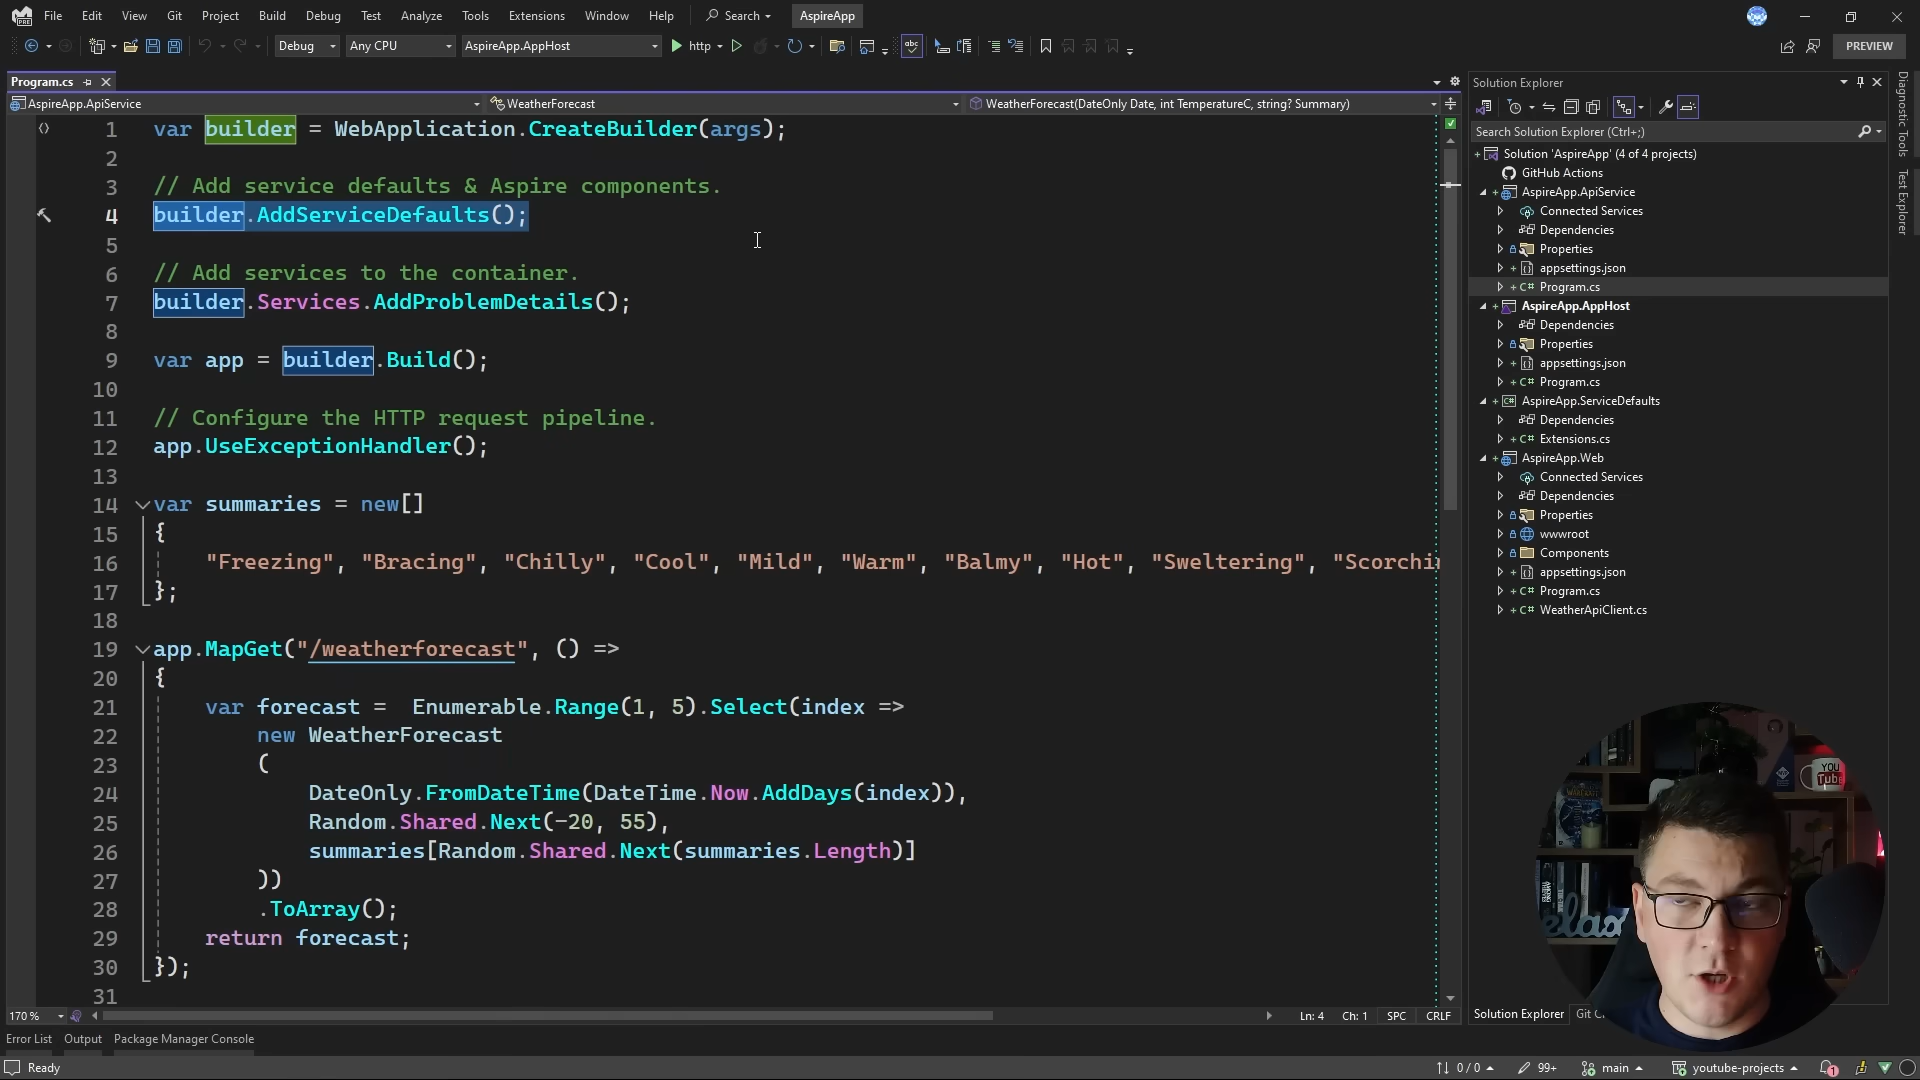 File Edit View Git Project Build Debug Test Analyze Tools Extensions Window Help Search AspireApp
Debug Any CPU AspireApp.AppHost http PREVIEW
Program.cs
AspireApp.ApiService WeatherForecast WeatherForecast(DateOnly Date, int TemperatureC, string? Summary)
1 var builder = WebApplication.CreateBuilder(args);
2
3 // Add service defaults & Aspire components.
4 builder.AddServiceDefaults();
5
6 // Add services to the container.
7 builder.Services.AddProblemDetails();
8
9 var app = builder.Build();
10
11 // Configure the HTTP request pipeline.
12 app.UseExceptionHandler();
13
14 var summaries = new[]
15 {
16 "Freezing", "Bracing", "Chilly", "Cool", "Mild", "Warm", "Balmy", "Hot", "Sweltering", "Scorchi
17 };
18
19 app.MapGet("/weatherforecast", () =>
20 {
21 var forecast = Enumerable.Range(1, 5).Select(index =>
22 new WeatherForecast
23 (
24 DateOnly.FromDateTime(DateTime.Now.AddDays(index)),
25 Random.Shared.Next(-20, 55),
26 summaries[Random.Shared.Next(summaries.Length)]
27 ))
28 .ToArray();
29 return forecast;
30 });
31
170 % Ln: 4 Ch: 1 SPC CRLF
Error List Output Package Manager Console
Ready 0 / 0 99+ main youtube-projects 1
Solution Explorer
Search Solution Explorer (Ctrl+;)
Solution 'AspireApp' (4 of 4 projects)
GitHub Actions
AspireApp.ApiService
Connected Services
Dependencies
Properties
appsettings.json
C# Program.cs
AspireApp.AppHost
Dependencies
Properties
appsettings.json
C# Program.cs
C# AspireApp.ServiceDefaults
Dependencies
C# Extensions.cs
AspireApp.Web
Connected Services
Dependencies
Properties
wwwroot
Components
appsettings.json
C# Program.cs
C# WeatherApiClient.cs
YOU
Tube
elax
Solution Explorer Git C
Diagnostic Tools
Test Explorer